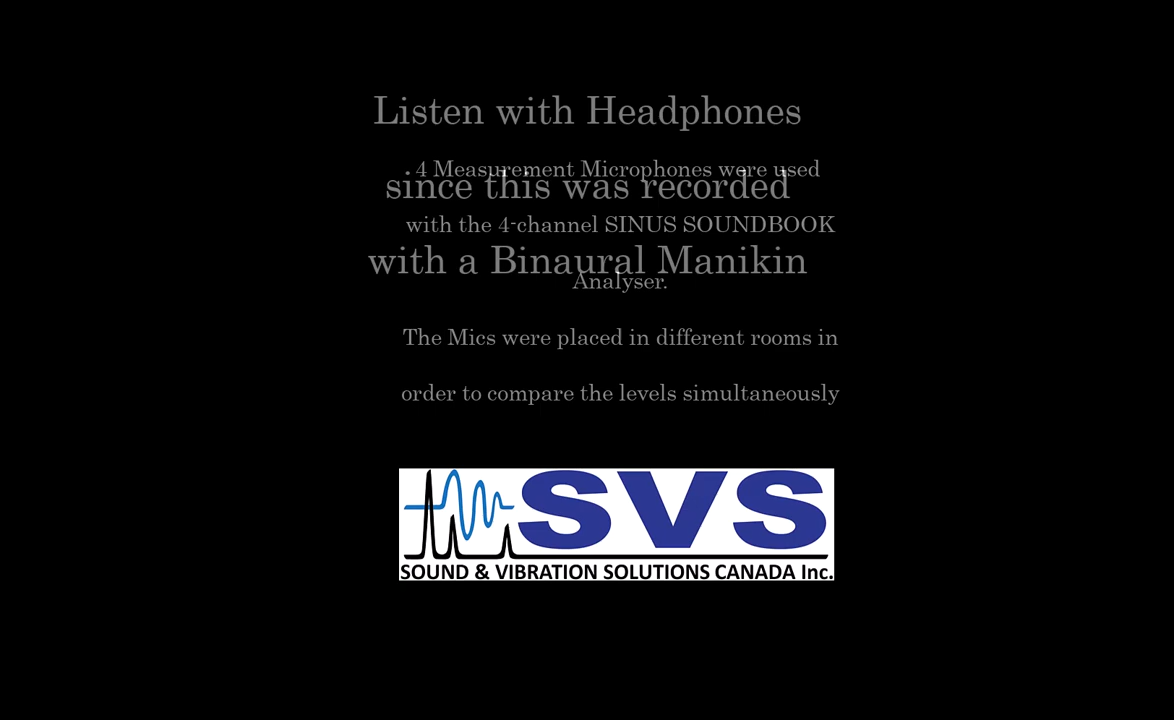 Listen with Headphones
4 Measurement Microphones were used
since this was recorded
with the 4-channel SINUS SOUNDBOOK
with a Binaural Manikin
Analyser.
The Mics were placed in different rooms in
order to compare the levels simultaneously
SVS
SOUND & VIBRATION SOLUTIONS CANADA Inc.